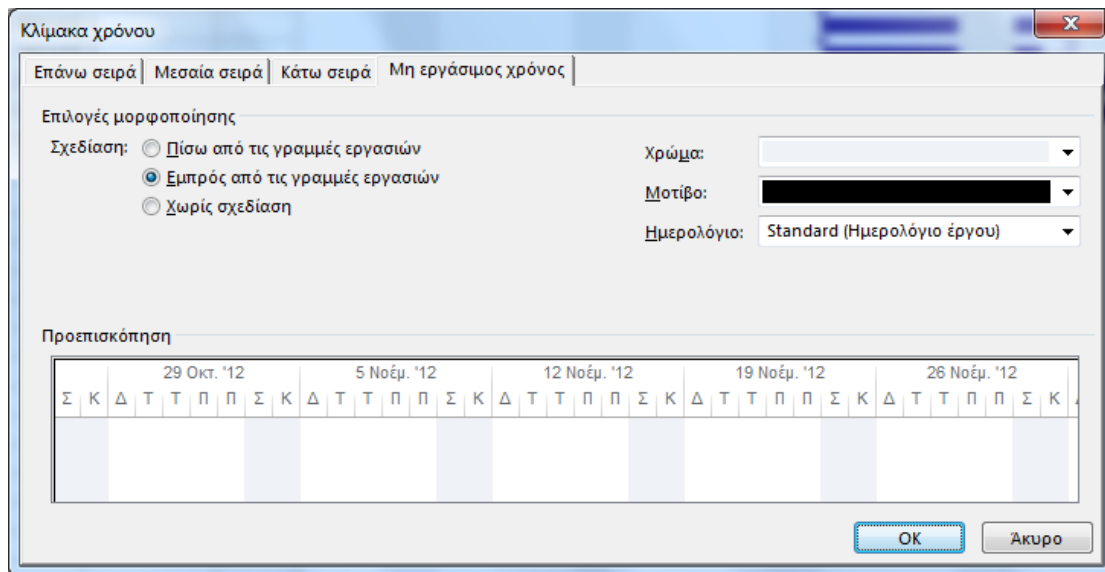 Κλίμακα χρόνου
Επάνω σειρά Μεσαία σειρά Κάτω σειρά Μη εργάσιμος χρόνος
Επιλογές μορφοποίησης
Σχεδίαση: Πίσω από τις γραμμές εργασιών Χρώμα:
Εμπρός από τις γραμμές εργασιών Μοτίβο:
Χωρίς σχεδίαση
Ημερολόγιο: Standard (Ημερολόγιο έργου)
Προεπισκόπηση
29 Οκτ. '12 5 Νοέμ. '12 12 Νοέμ. '12 19 Νοέμ. '12 26 Νοέμ. '12
Σ Κ Δ Τ Τ Π Π Σ Κ Δ Τ Τ Π Π Σ Κ Δ Τ Τ Π Π Σ Κ Δ Τ Τ Π Π Σ Κ Δ Τ Τ Π Π Σ Κ
OK Άκυρο